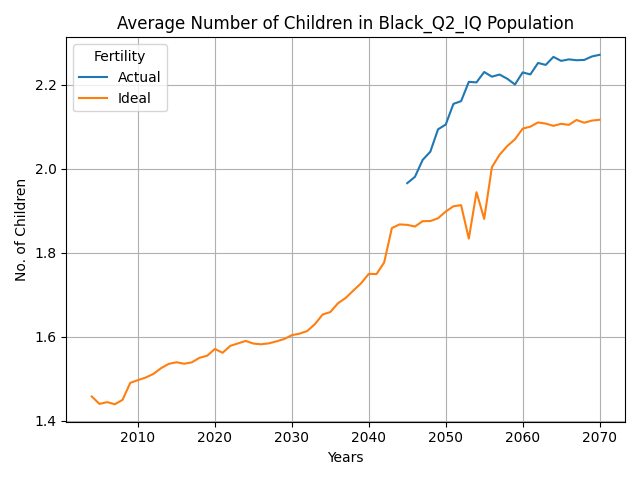 Average Number of Children in Black_Q2_IQ Population
Fertility
Actual
Ideal
No. of Children
2.2
2.0
1.8
1.6
1.4
2010 2020 2030 2040 2050 2060 2070
Years